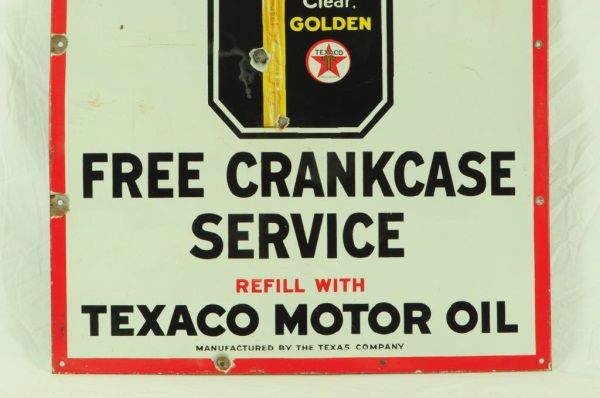 Clear.
GOLDEN
TEXACO
T
FREE CRANKCASE
SERVICE
REFILL WITH
TEXACO MOTOR OIL
MANUFACTURED BY THE TEXAS COMPANY